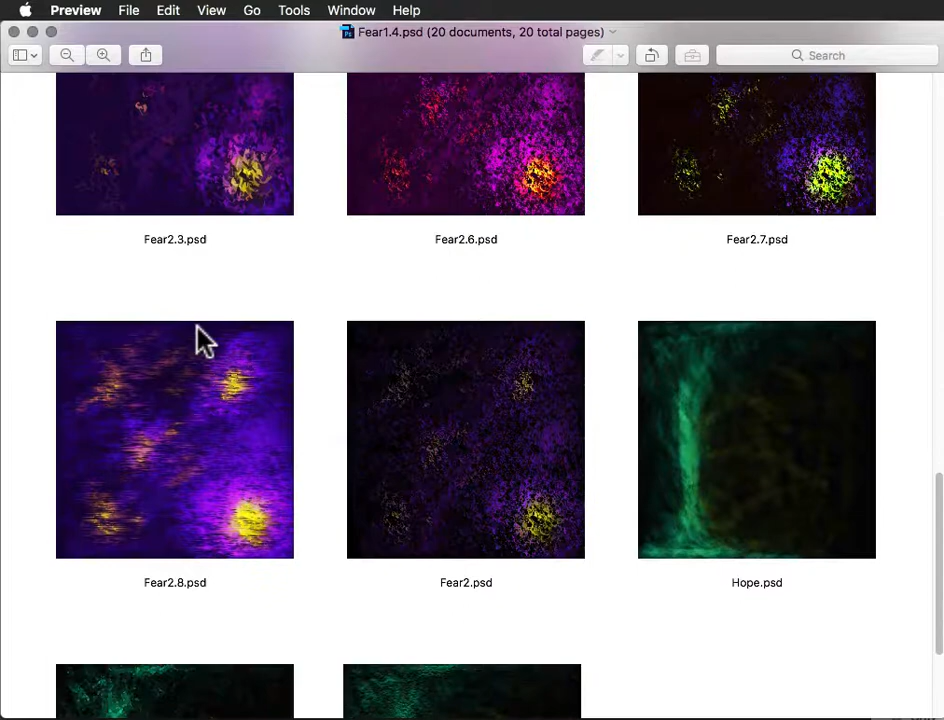 Preview File Edit View Go Tools Window Help
Fear1.4.psd (20 documents, 20 total pages)
Search
Fear2.3.psd Fear2.6.psd Fear2.7.psd
Fear2.8.psd Fear2.psd Hope.psd